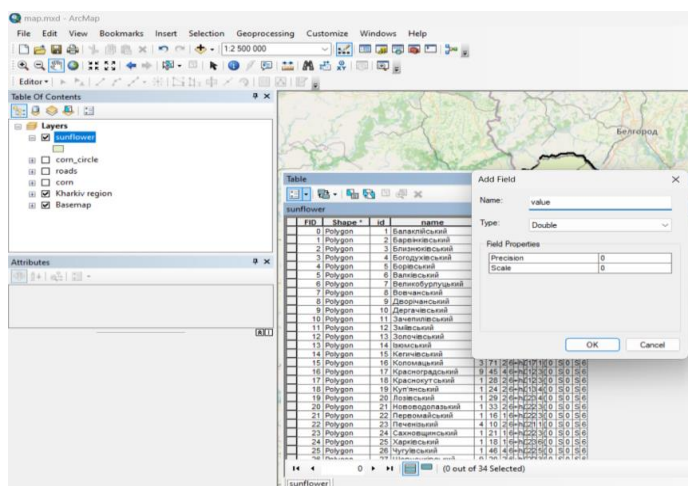 map.mxd - ArcMap
File Edit View Bookmarks Insert Selection Geoprocessing Customize Windows Help
1:2 500 000
Editor
Table Of Contents
Layers
sunflower
corn_circle
roads
corn
Kharkiv region
Basemap
Attributes
Белгород
Table
sunflower
FID Shape * id name
0 Polygon 1 Балаклійський
1 Polygon 2 Барвінківський
2 Polygon 3 Близнюківський
3 Polygon 4 Богодухівський
4 Polygon 5 Борівський
5 Polygon 6 Валківський
6 Polygon 7 Великобурлуцький
7 Polygon 8 Вовчанський
8 Polygon 9 Дворічанський
9 Polygon 10 Дергачівський
10 Polygon 11 Зачепилівський
11 Polygon 12 Зміївський
12 Polygon 13 Золочівський
13 Polygon 14 Ізюмський
14 Polygon 15 Кегичівський
15 Polygon 16 Коломацький
16 Polygon 17 Красноградський
17 Polygon 18 Краснокутський
18 Polygon 19 Куп'янський
19 Polygon 20 Лозівський
20 Polygon 21 Нововодолазький
21 Polygon 22 Первомайський
22 Polygon 23 Печенізький
23 Polygon 24 Сахновщинський
24 Polygon 25 Харківський
25 Polygon 26 Чугуївський
0 (0 out of 34 Selected)
sunflower
Add Field
Name: value
Type: Double
Field Properties
Precision 0
Scale 0
OK Cancel